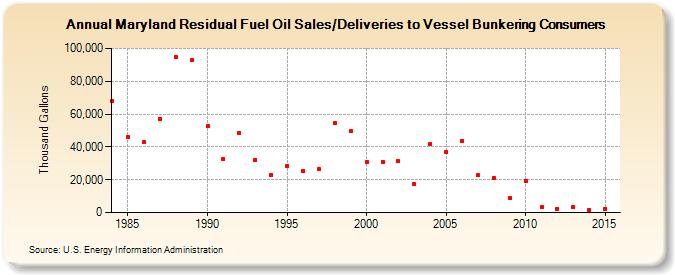 Annual Maryland Residual Fuel Oil Sales/Deliveries to Vessel Bunkering Consumers
Thousand Gallons
100,000
80,000
60,000
40,000
20,000
0
1985 1990 1995 2000 2005 2010 2015
Source: U.S. Energy Information Administration